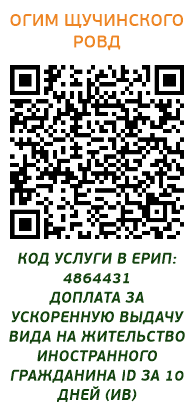 ОГИМ ЩУЧИНСКОГО
РОВД
КОД УСЛУГИ В ЕРИП:
4864431
ДОПЛАТА ЗА
УСКОРЕННУЮ ВЫДАЧУ
ВИДА НА ЖИТЕЛЬСТВО
ИНОСТРАННОГО
ГРАЖДАНИНА ID ЗА 10
ДНЕЙ (ИВ)